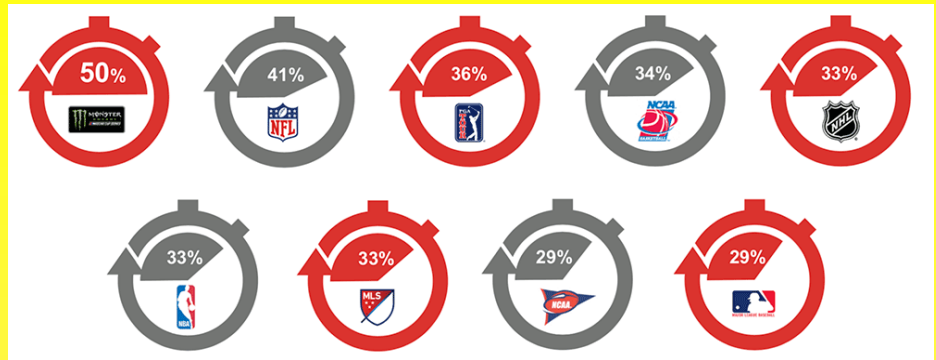 50%
41%
36%
34%
33%
MONSTER
NFL
PGA TOUR
NCAA
NHL
33%
33%
29%
29%
NBA
MLS
NCAA.
MAJOR LEAGUE BASEBALL